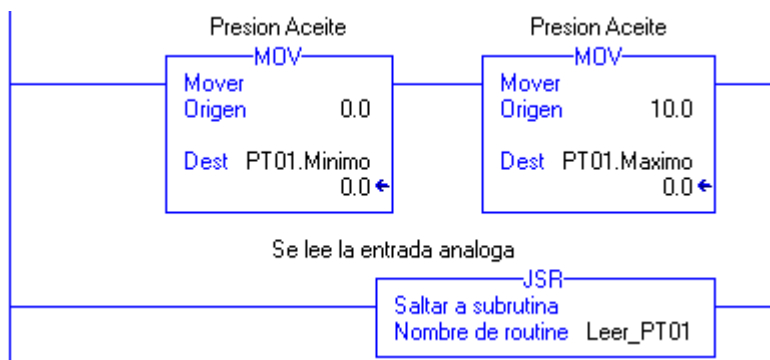 Presion Aceite
MOV
Mover
Origen 0.0
Dest PT01.Minimo
0.0
Presion Aceite
MOV
Mover
Origen 10.0
Dest PT01.Maximo
0.0
Se lee la entrada analoga
JSR
Saltar a subrutina
Nombre de routine Leer_PT01